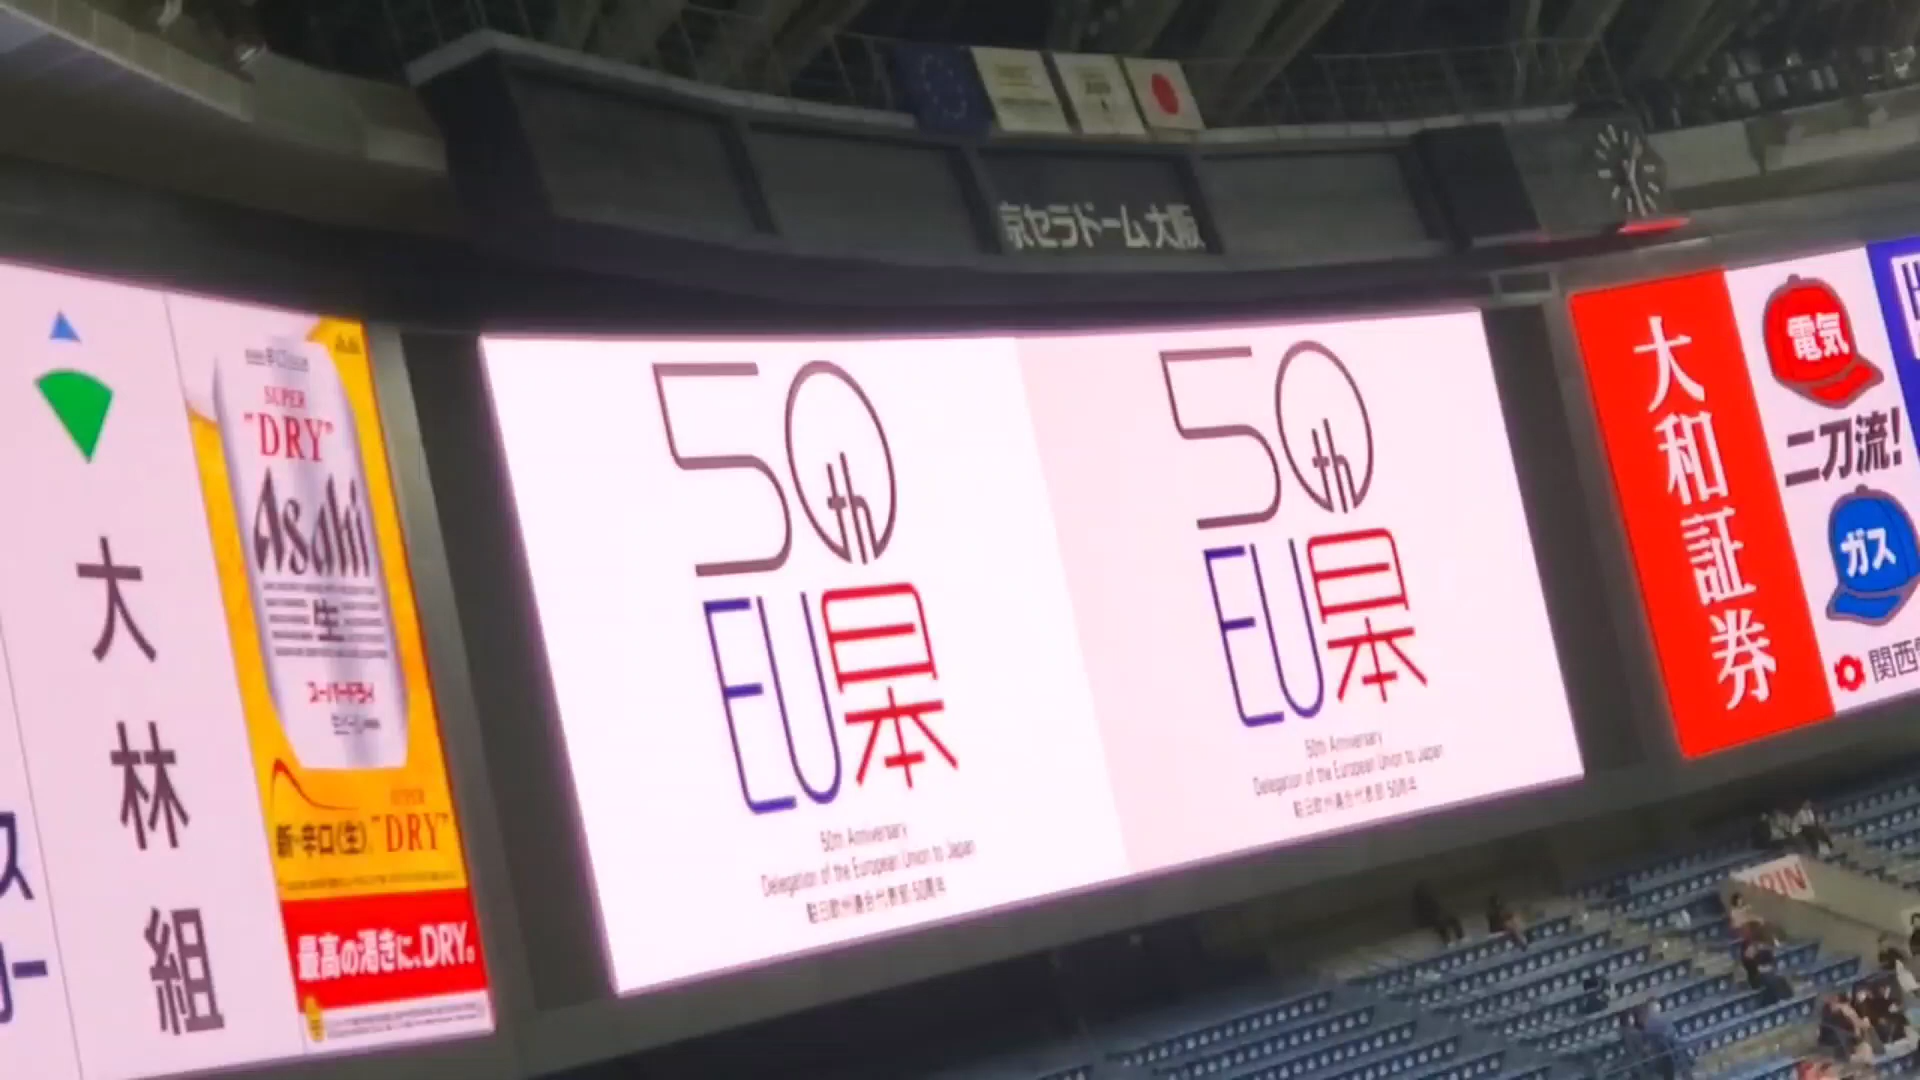 京セラドーム大阪
大林組
SUPER
"DRY"
Asahi
生
スーパードライ
新・辛口〈生〉。
SUPER
"DRY"
最高の渇きに、DRY。
50th
EU日本
50th Anniversary
Delegation of the European Union to Japan
駐日欧州連合代表部 50周年
50th
EU日本
50th Anniversary
Delegation of the European Union to Japan
駐日欧州連合代表部 50周年
大和証券
電気
二刀流!
ガス
関西